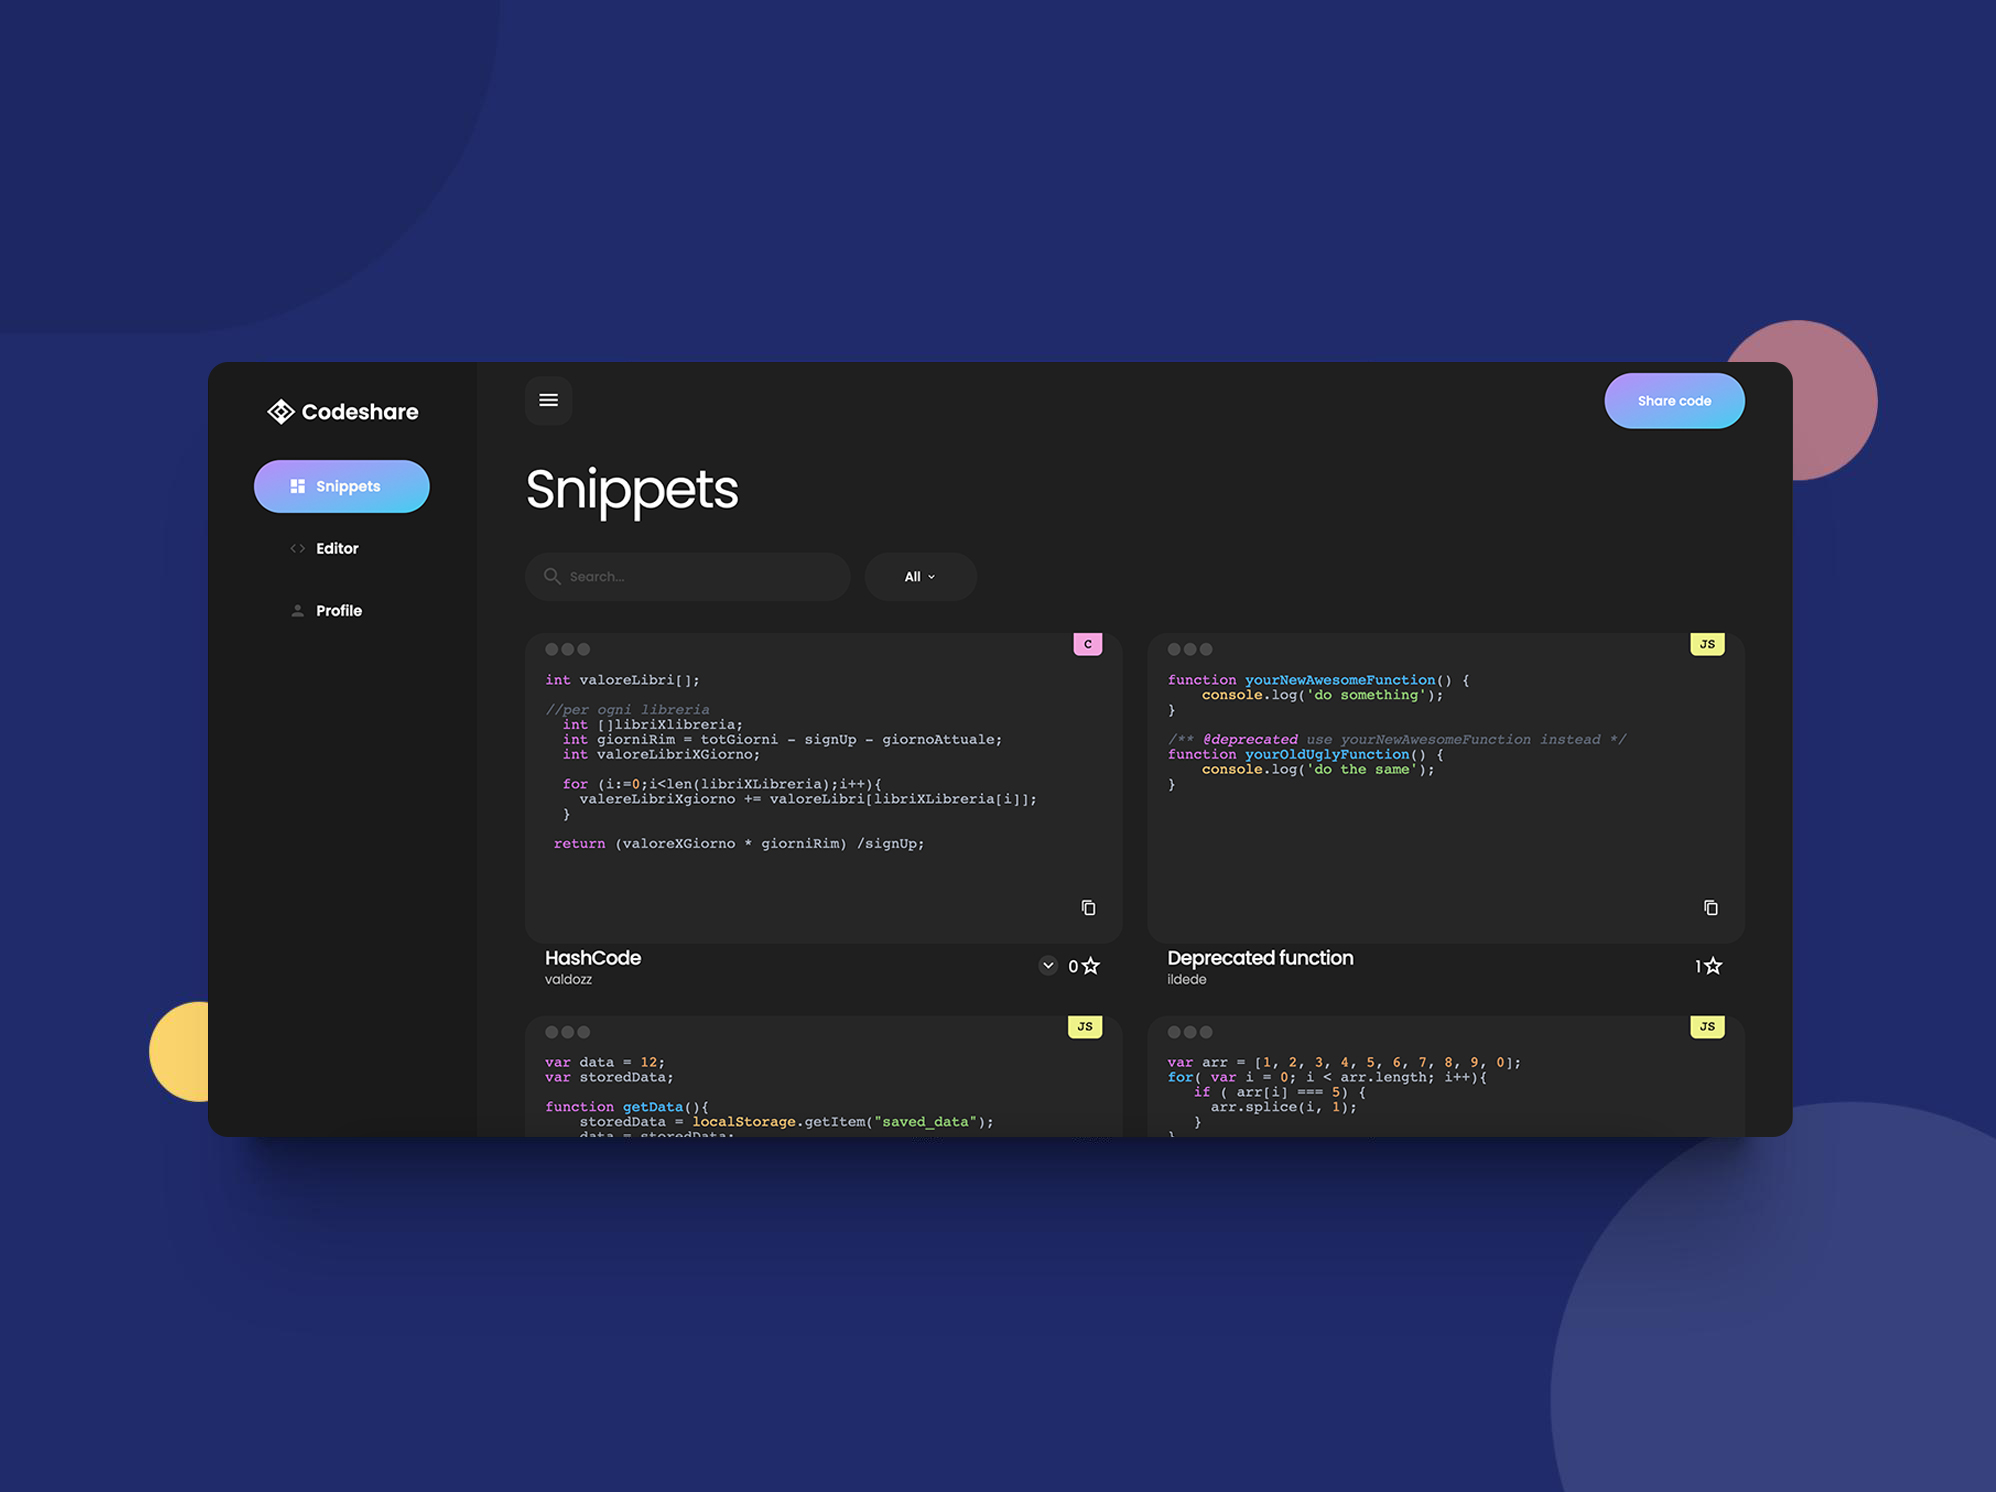 Codeshare
Share code
Snippets
Editor
Profile
Snippets
Search...
All
C
int valoreLibri[];
//per ogni libreria
int []libriXlibreria;
int giorniRim = totGiorni - signUp - giornoAttuale;
int valoreLibriXGiorno;
for (i:=0;i<len(libriXLibreria);i++){
valereLibriXgiorno += valoreLibri[libriXLibreria[i]];
}
return (valoreXGiorno * giorniRim) /signUp;
HashCode
valdozz
0
JS
function yourNewAwesomeFunction() {
console.log('do something');
}
/** @deprecated use yourNewAwesomeFunction instead */
function yourOldUglyFunction() {
console.log('do the same');
}
Deprecated function
ildede
1
JS
var data = 12;
var storedData;
function getData(){
storedData = localStorage.getItem("saved_data");
data = storedData;
JS
var arr = [1, 2, 3, 4, 5, 6, 7, 8, 9, 0];
for( var i = 0; i < arr.length; i++){
if ( arr[i] === 5) {
arr.splice(i, 1);
}
}